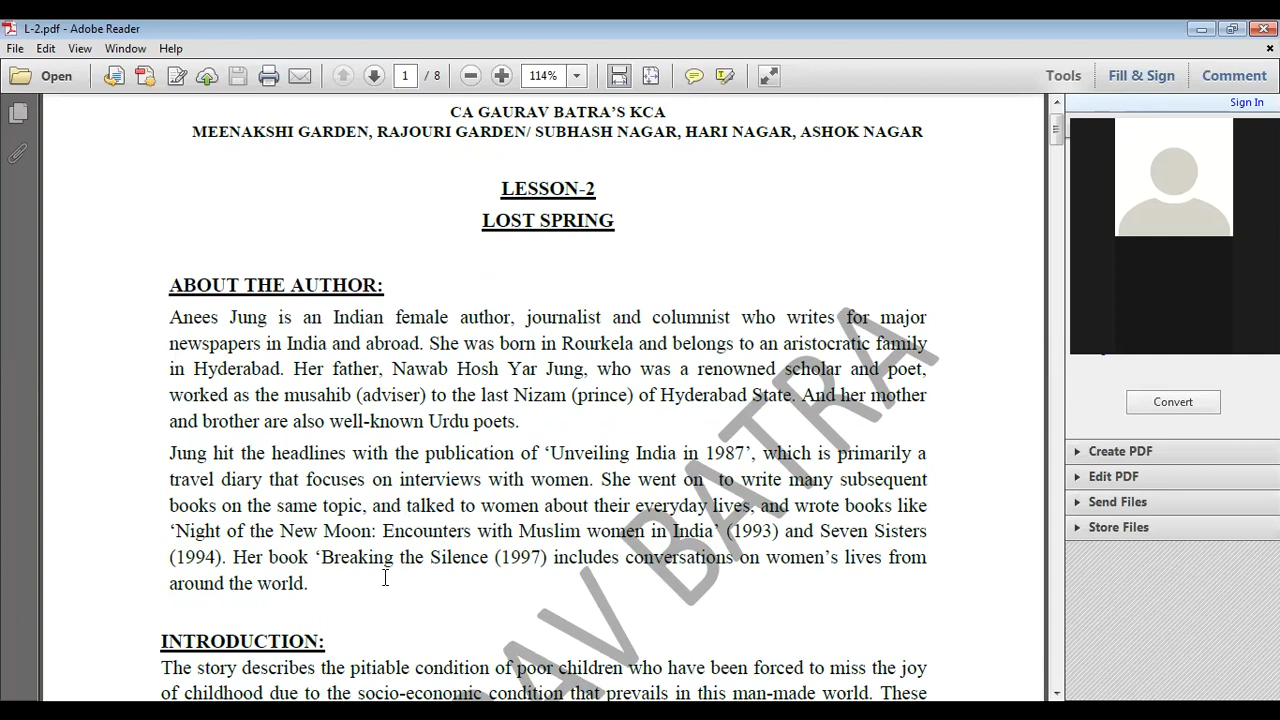 L-2.pdf - Adobe Reader
File Edit View Window Help
Open 1 / 8 114% Tools Fill & Sign Comment
Sign In
CA GAURAV BATRA'S KCA
MEENAKSHI GARDEN, RAJOURI GARDEN/ SUBHASH NAGAR, HARI NAGAR, ASHOK NAGAR
LESSON-2
LOST SPRING
ABOUT THE AUTHOR:
Anees Jung is an Indian female author, journalist and columnist who writes for major
newspapers in India and abroad. She was born in Rourkela and belongs to an aristocratic family
in Hyderabad. Her father, Nawab Hosh Yar Jung, who was a renowned scholar and poet,
worked as the musahib (adviser) to the last Nizam (prince) of Hyderabad State. And her mother
and brother are also well-known Urdu poets.
Jung hit the headlines with the publication of ‘Unveiling India in 1987’, which is primarily a
travel diary that focuses on interviews with women. She went on to write many subsequent
books on the same topic, and talked to women about their everyday lives, and wrote books like
‘Night of the New Moon: Encounters with Muslim women in India’ (1993) and Seven Sisters
(1994). Her book ‘Breaking the Silence (1997) includes conversations on women’s lives from
around the world.
INTRODUCTION:
The story describes the pitiable condition of poor children who have been forced to miss the joy
of childhood due to the socio-economic condition that prevails in this man-made world. These
AV BATRA
Convert
Create PDF
Edit PDF
Send Files
Store Files